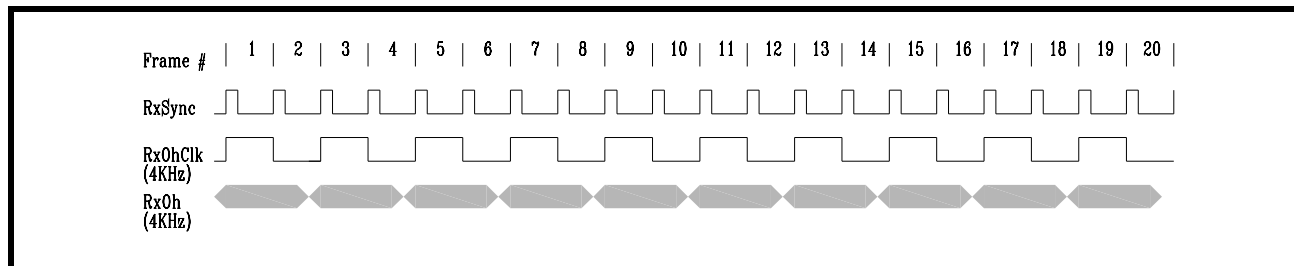 Frame # 1 2 3 4 5 6 7 8 9 10 11 12 13 14 15 16 17 18 19 20
RxSync
RxOhClk
(4KHz)
RxOh
(4KHz)